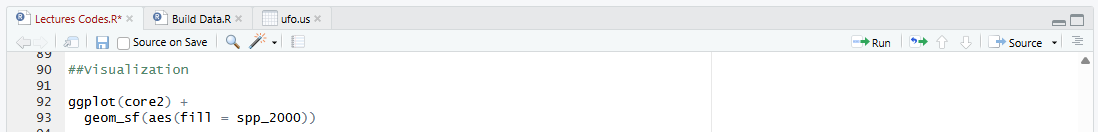 Lectures Codes.R* Build Data.R ufo.us
Source on Save Run Source
89
90 ##Visualization
91
92 ggplot(core2) +
93 geom_sf(aes(fill = spp_2000))
94